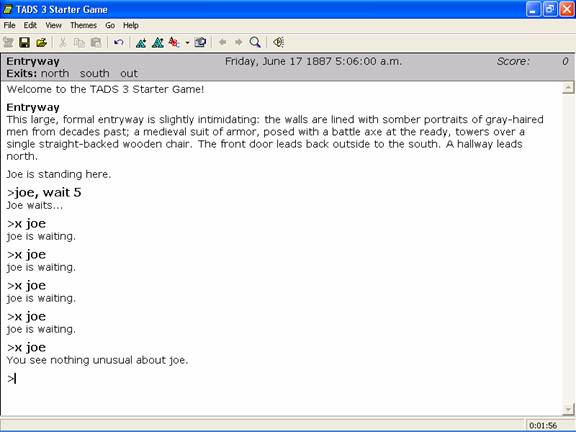 TADS 3 Starter Game
File Edit View Themes Go Help
Entryway Friday, June 17 1887 5:06:00 a.m. Score: 0
Exits: north south out
Welcome to the TADS 3 Starter Game!
Entryway
This large, formal entryway is slightly intimidating: the walls are lined with somber portraits of gray-haired
men from decades past; a medieval suit of armor, posed with a battle axe at the ready, towers over a
single straight-backed wooden chair. The front door leads back outside to the south. A hallway leads
north.
Joe is standing here.
>joe, wait 5
Joe waits...
>x joe
joe is waiting.
>x joe
joe is waiting.
>x joe
joe is waiting.
>x joe
joe is waiting.
>x joe
You see nothing unusual about joe.
>
0:01:56